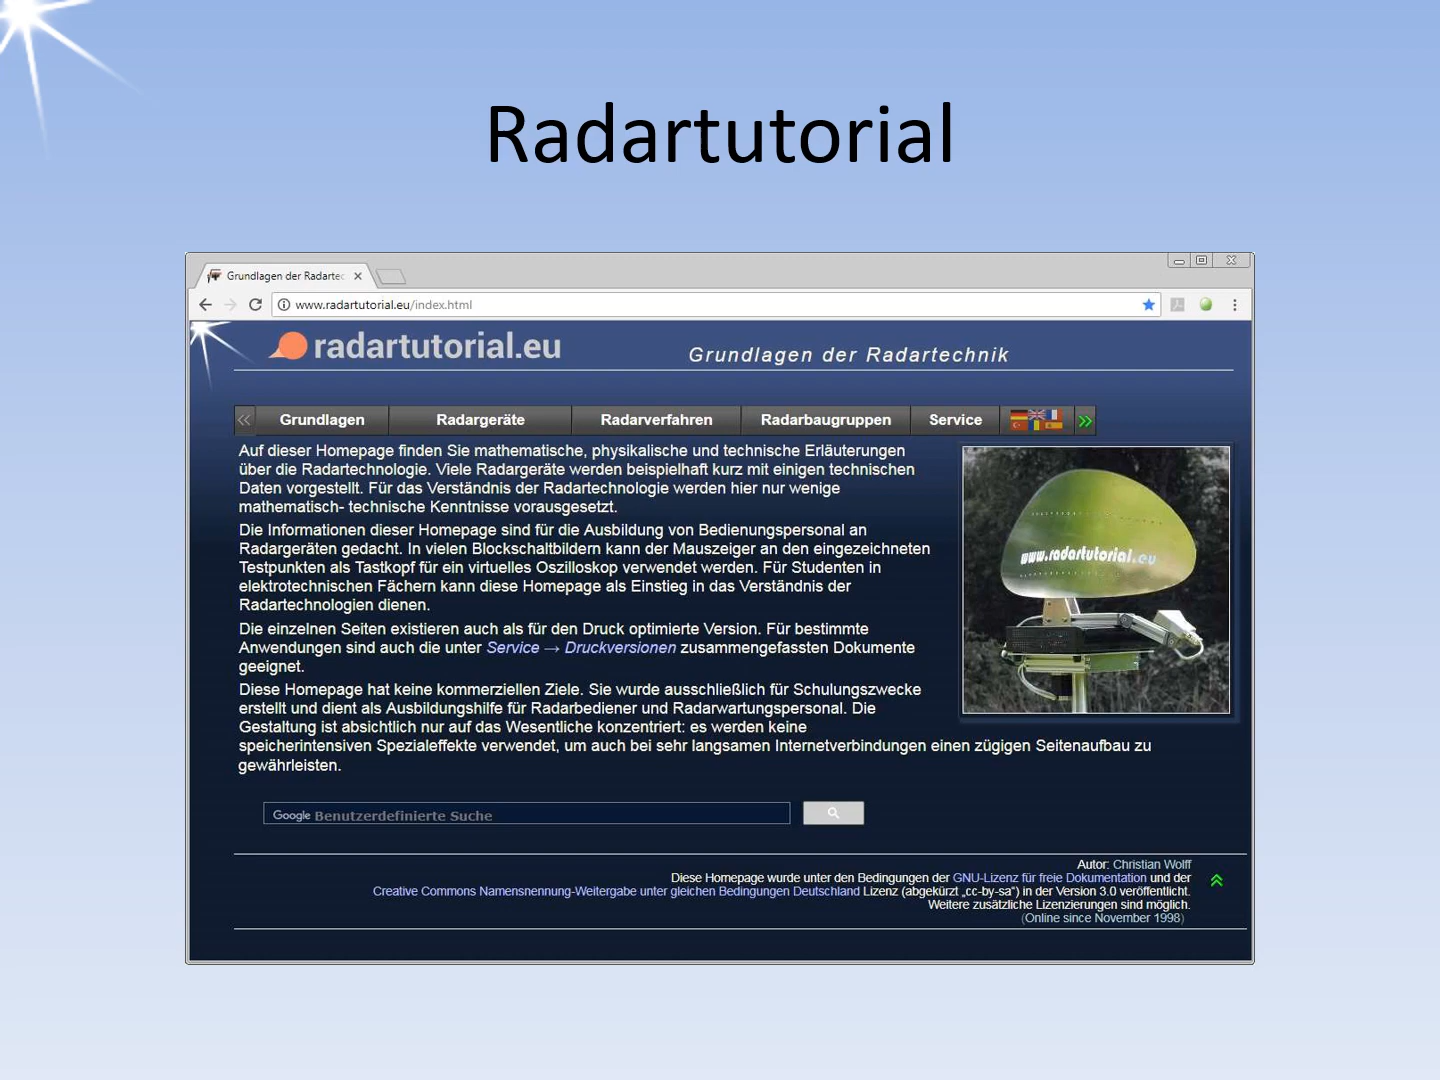 Radartutorial
Grundlagen der Radartec
www.radartutorial.eu/index.html
radartutorial.eu
Grundlagen der Radartechnik
Grundlagen Radargeräte Radarverfahren Radarbaugruppen Service
Auf dieser Homepage finden Sie mathematische, physikalische und technische Erläuterungen
über die Radartechnologie. Viele Radargeräte werden beispielhaft kurz mit einigen technischen
Daten vorgestellt. Für das Verständnis der Radartechnologie werden hier nur wenige
mathematisch- technische Kenntnisse vorausgesetzt.
Die Informationen dieser Homepage sind für die Ausbildung von Bedienungspersonal an
Radargeräten gedacht. In vielen Blockschaltbildern kann der Mauszeiger an den eingezeichneten
Testpunkten als Tastkopf für ein virtuelles Oszilloskop verwendet werden. Für Studenten in
elektrotechnischen Fächern kann diese Homepage als Einstieg in das Verständnis der
Radartechnologien dienen.
Die einzelnen Seiten existieren auch als für den Druck optimierte Version. Für bestimmte
Anwendungen sind auch die unter Service → Druckversionen zusammengefassten Dokumente
geeignet.
Diese Homepage hat keine kommerziellen Ziele. Sie wurde ausschließlich für Schulungszwecke
erstellt und dient als Ausbildungshilfe für Radarbediener und Radarwartungspersonal. Die
Gestaltung ist absichtlich nur auf das Wesentliche konzentriert: es werden keine
speicherintensiven Spezialeffekte verwendet, um auch bei sehr langsamen Internetverbindungen einen zügigen Seitenaufbau zu
gewährleisten.
www.radartutorial.eu
Google Benutzerdefinierte Suche
Autor: Christian Wolff
Diese Homepage wurde unter den Bedingungen der GNU-Lizenz für freie Dokumentation und der
Creative Commons Namensnennung-Weitergabe unter gleichen Bedingungen Deutschland Lizenz (abgekürzt „cc-by-sa“) in der Version 3.0 veröffentlicht.
Weitere zusätzliche Lizenzierungen sind möglich.
(Online since November 1998)